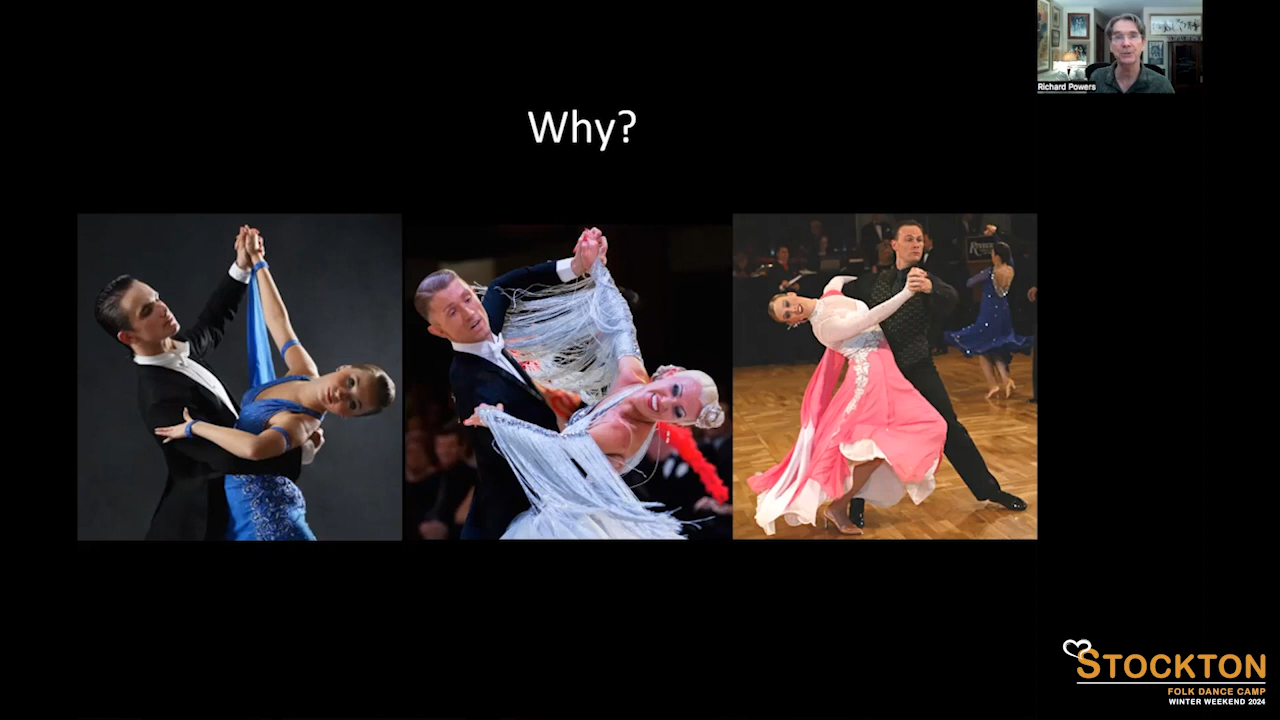 Richard Powers
Why?
STOCKTON
FOLK DANCE CAMP
WINTER WEEKEND 2024